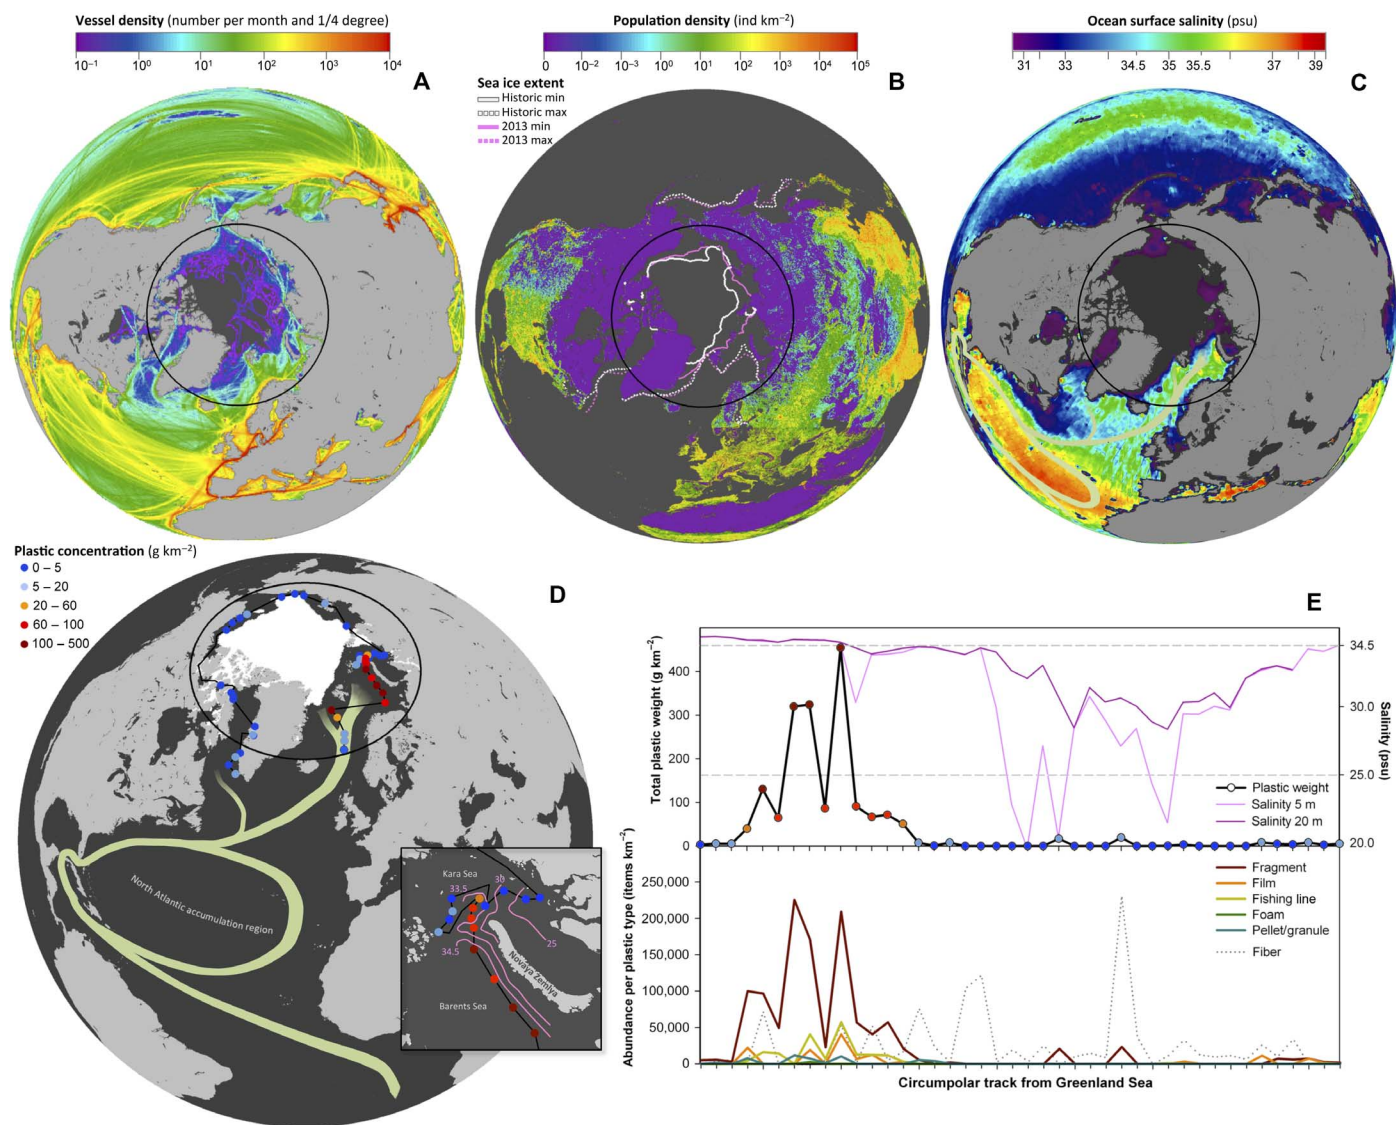 Vessel density (number per month and 1/4 degree)
10⁻¹ 10⁰ 10¹ 10² 10³ 10⁴
A
Population density (ind km⁻²)
0 10⁻² 10⁻³ 10⁰ 10¹ 10² 10³ 10⁴ 10⁵
B
Sea ice extent
Historic min
Historic max
2013 min
2013 max
Ocean surface salinity (psu)
31 33 34.5 35 35.5 37 39
C
Plastic concentration (g km⁻²)
0 – 5
5 – 20
20 – 60
60 – 100
100 – 500
D
North Atlantic accumulation region
Kara Sea
33.5
30
25
34.5
Novaya Zemlya
Barents Sea
E
Total plastic weight (g km⁻²)
400
300
200
100
0
Salinity (psu)
34.5
30.0
25.0
20.0
Plastic weight
Salinity 5 m
Salinity 20 m
Abundance per plastic type (items km⁻²)
250,000
200,000
150,000
100,000
50,000
0
Fragment
Film
Fishing line
Foam
Pellet/granule
Fiber
Circumpolar track from Greenland Sea